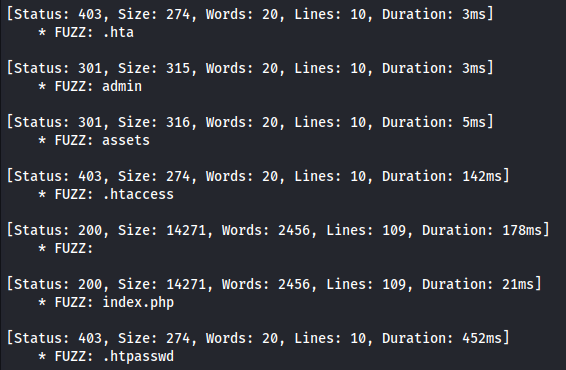 [Status: 403, Size: 274, Words: 20, Lines: 10, Duration: 3ms]
* FUZZ: .hta
[Status: 301, Size: 315, Words: 20, Lines: 10, Duration: 3ms]
* FUZZ: admin
[Status: 301, Size: 316, Words: 20, Lines: 10, Duration: 5ms]
* FUZZ: assets
[Status: 403, Size: 274, Words: 20, Lines: 10, Duration: 142ms]
* FUZZ: .htaccess
[Status: 200, Size: 14271, Words: 2456, Lines: 109, Duration: 178ms]
* FUZZ:
[Status: 200, Size: 14271, Words: 2456, Lines: 109, Duration: 21ms]
* FUZZ: index.php
[Status: 403, Size: 274, Words: 20, Lines: 10, Duration: 452ms]
* FUZZ: .htpasswd